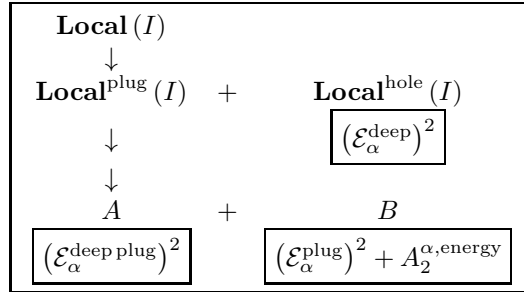 Local (I)
↓
Local^plug (I) + Local^hole (I)
(ℰ_α^deep)^2
↓
↓
A + B
(ℰ_α^deep plug)^2 (ℰ_α^plug)^2 + A_2^α,energy